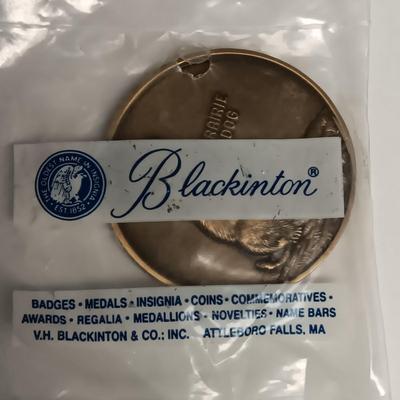 RAIRIE
DOG
THE OLDEST NAME IN INSIGNIA
EST. 1852
Blackinton®
BADGES • MEDALS • INSIGNIA • COINS • COMMEMORATIVES •
AWARDS • REGALIA • MEDALLIONS • NOVELTIES • NAME BARS
V.H. BLACKINTON & CO.; INC. ATTLEBORO FALLS, MA